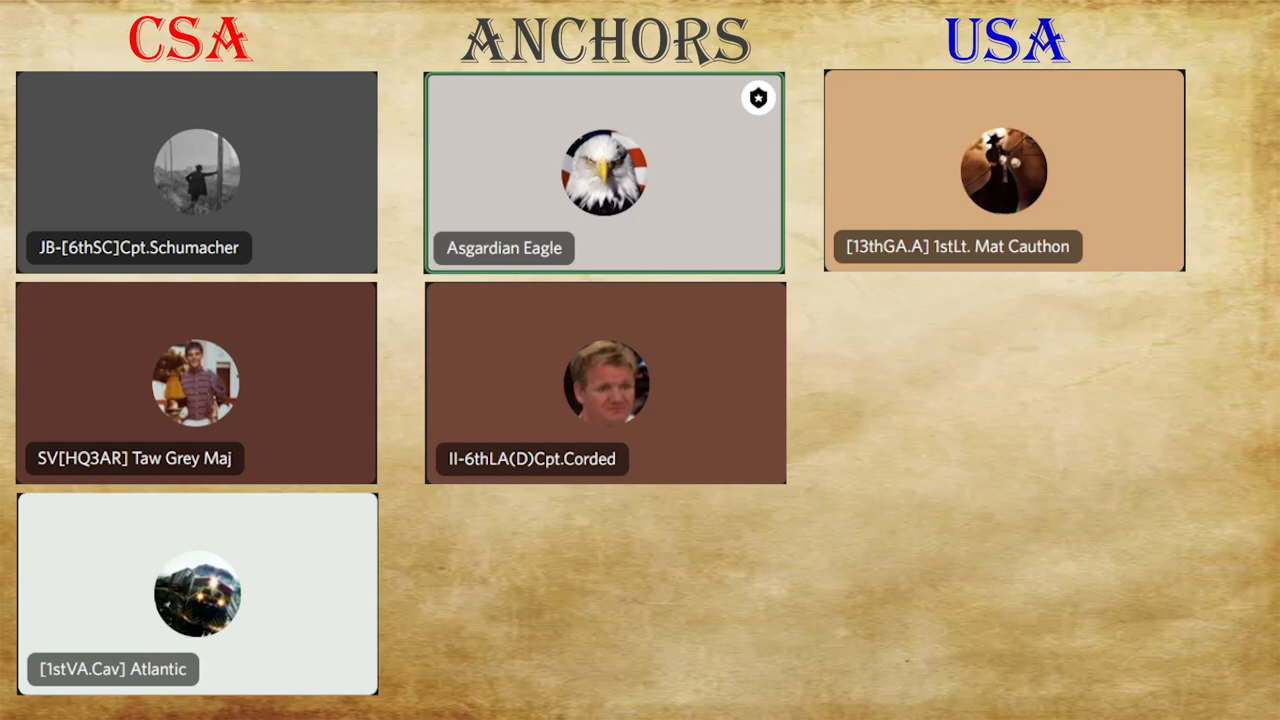 CSA
ANCHORS
USA
JB-[6thSC]Cpt.Schumacher
Asgardian Eagle
[13thGA.A] 1stLt. Mat Cauthon
SV[HQ3AR] Taw Grey Maj
II-6thLA(D)Cpt.Corded
[1stVA.Cav] Atlantic